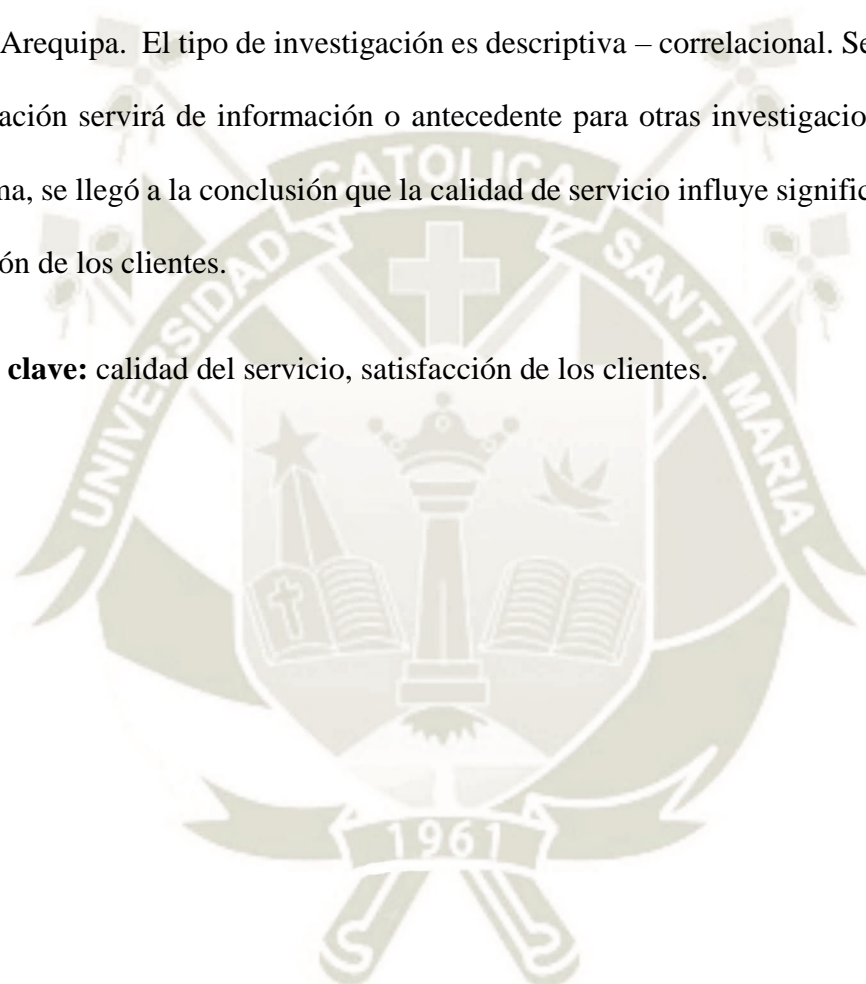 Arequipa. El tipo de investigación es descriptiva – correlacional. Se
ación servirá de información o antecedente para otras investigacio
na, se llegó a la conclusión que la calidad de servicio influye signific
ón de los clientes.
clave: calidad del servicio, satisfacción de los clientes.
UNIVERSIDAD CATOLICA SANTA MARIA
1961